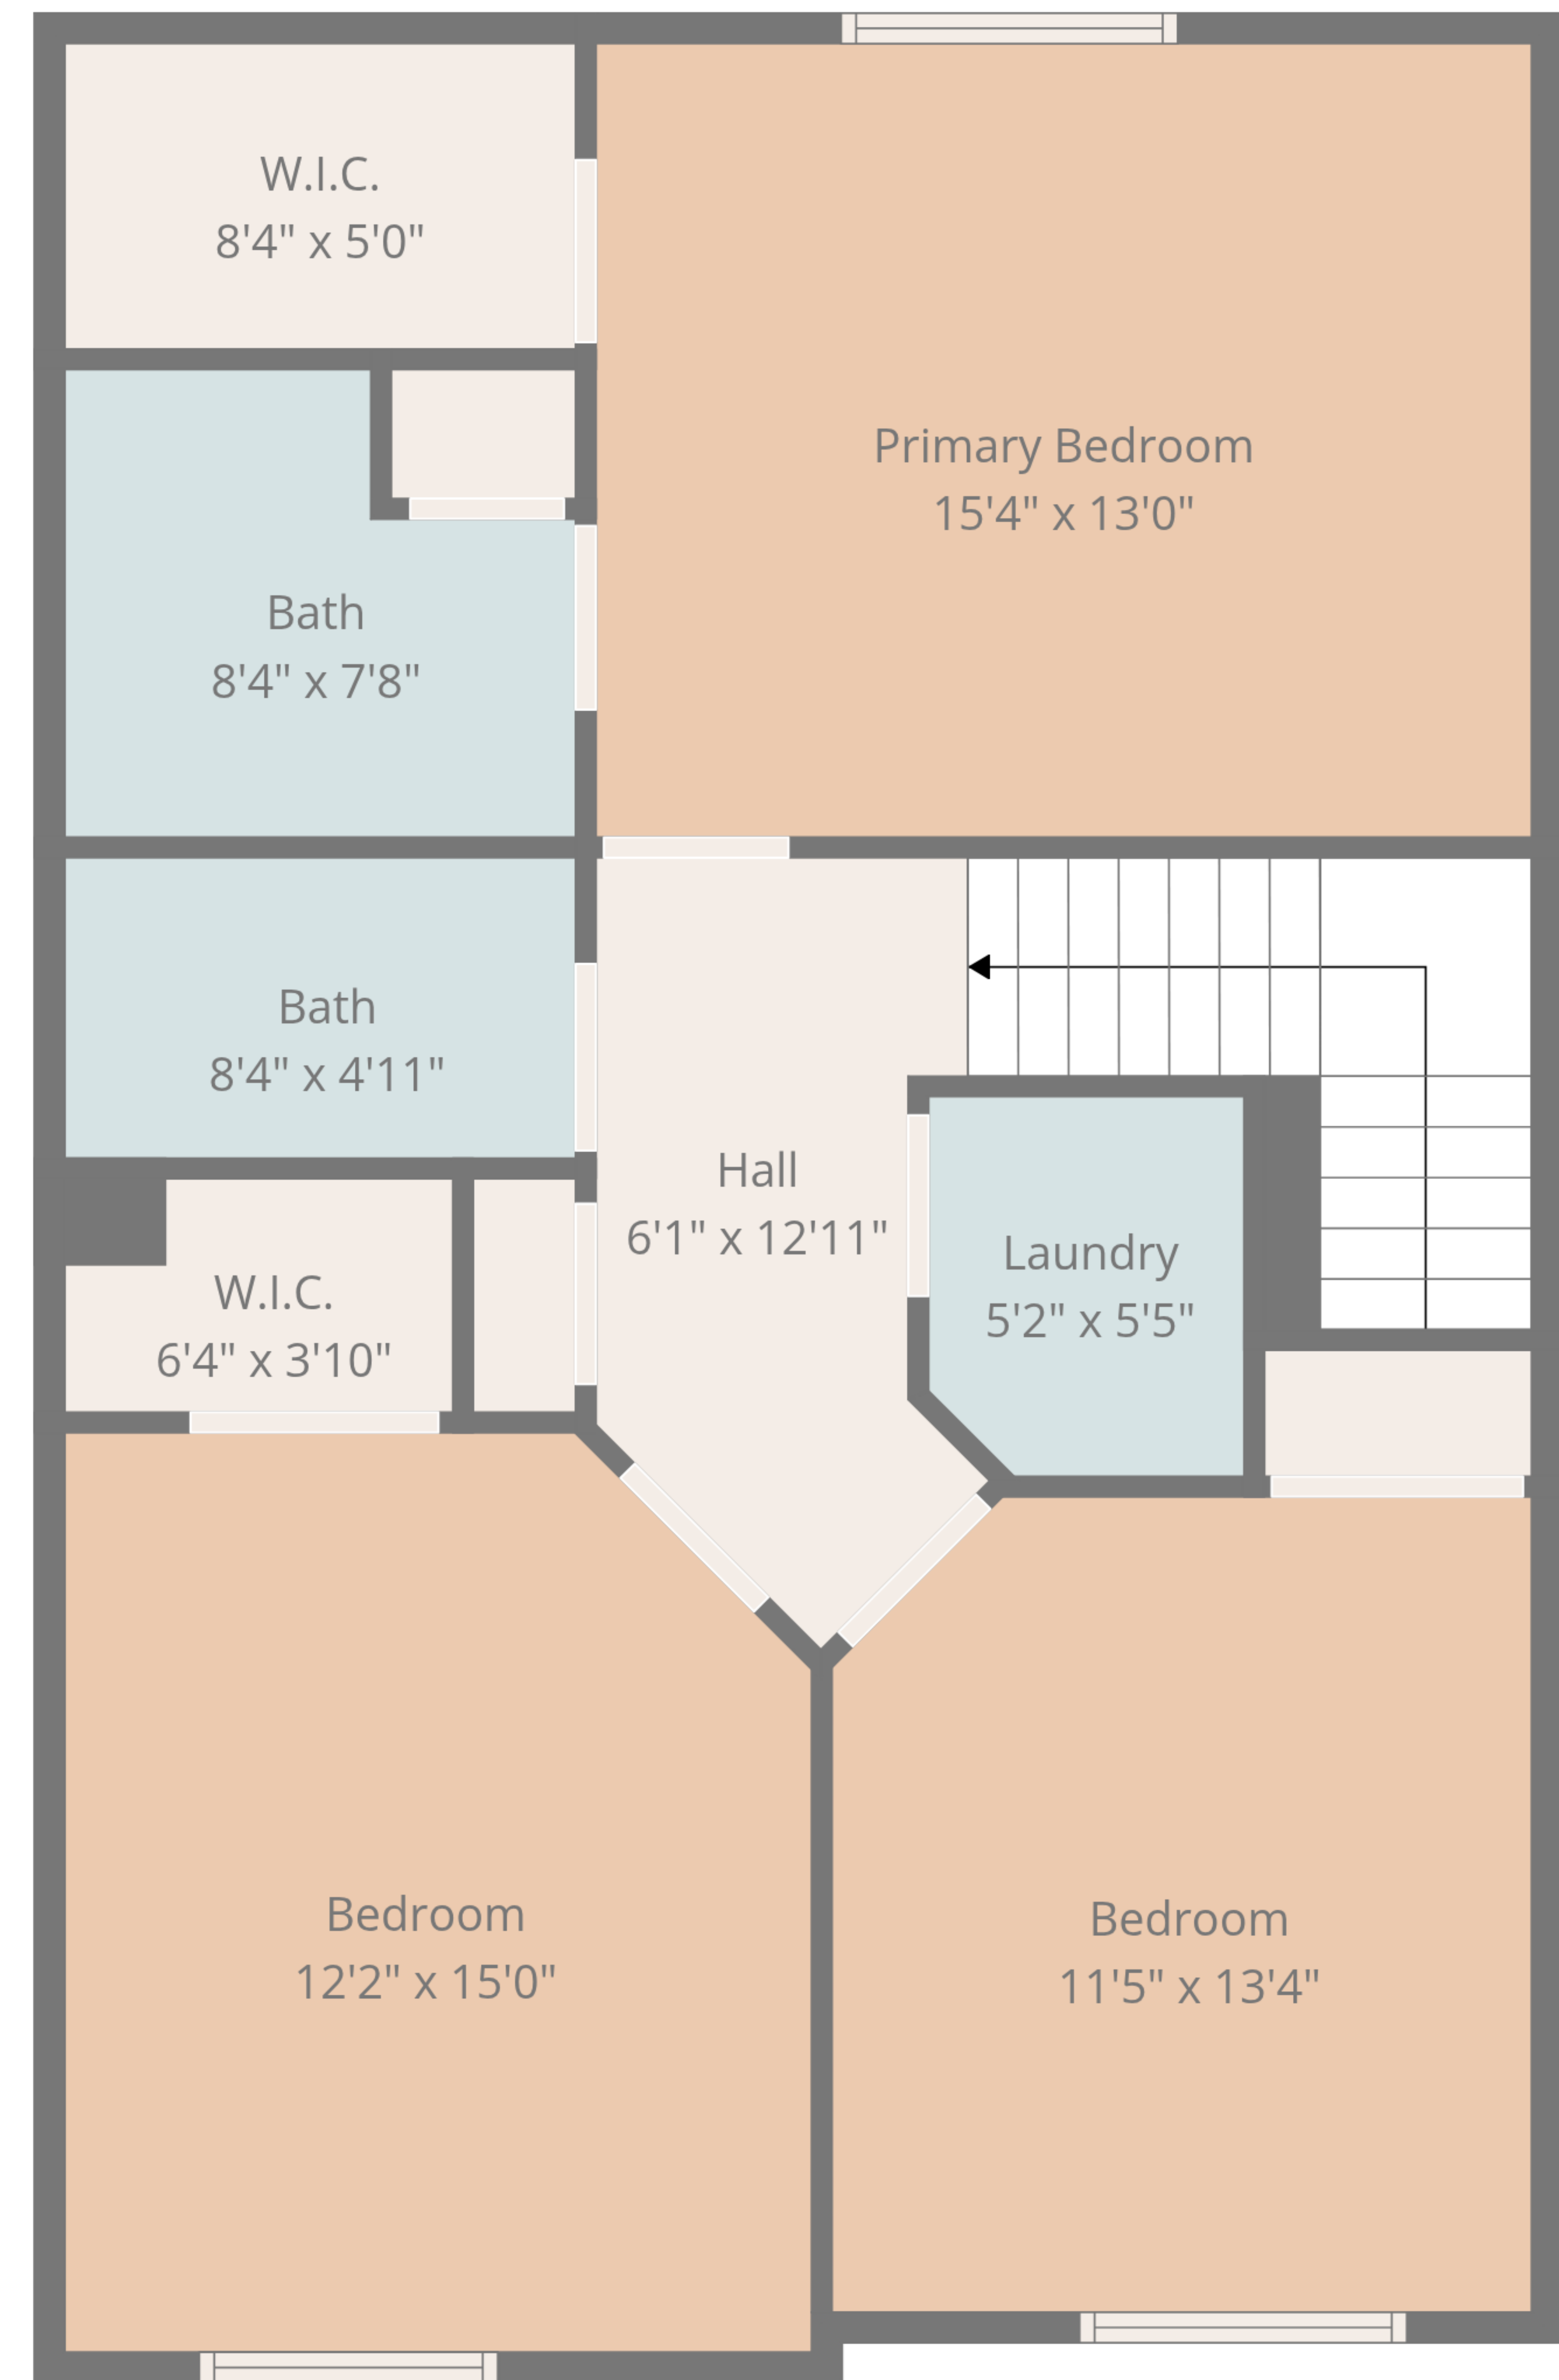 W.I.C.
8'4" x 5'0"
Primary Bedroom
15'4" x 13'0"
Bath
8'4" x 7'8"
Bath
8'4" x 4'11"
Hall
6'1" x 12'11"
Laundry
5'2" x 5'5"
W.I.C.
6'4" x 3'10"
Bedroom
12'2" x 15'0"
Bedroom
11'5" x 13'4"